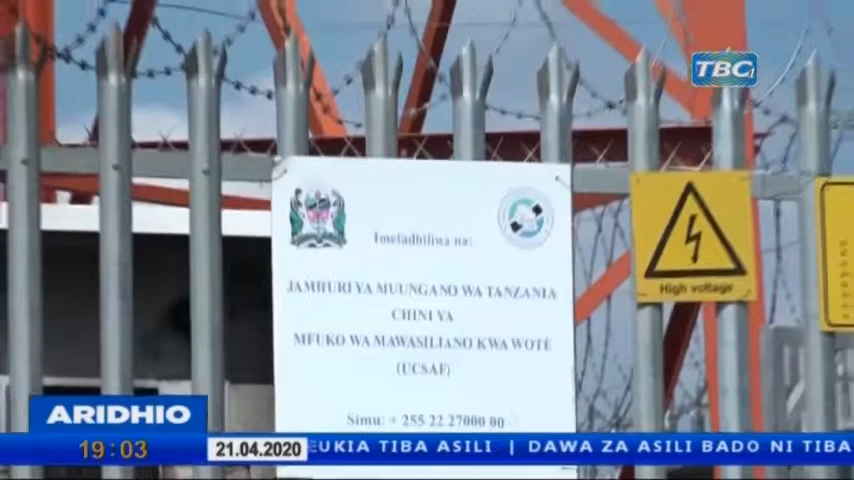 TBC1
Imefadhiliwa na:
JAMHURI YA MUUNGANO WA TANZANIA
CHINI YA
MFUKO WA MAWASILIANO KWA WOTE
(UCSAF)
Simu: + 255 22 27000 00
High voltage
ARIDHIO
19:03
21.04.2020
EUKIA TIBA ASILI | DAWA ZA ASILI BADO NI TIBA